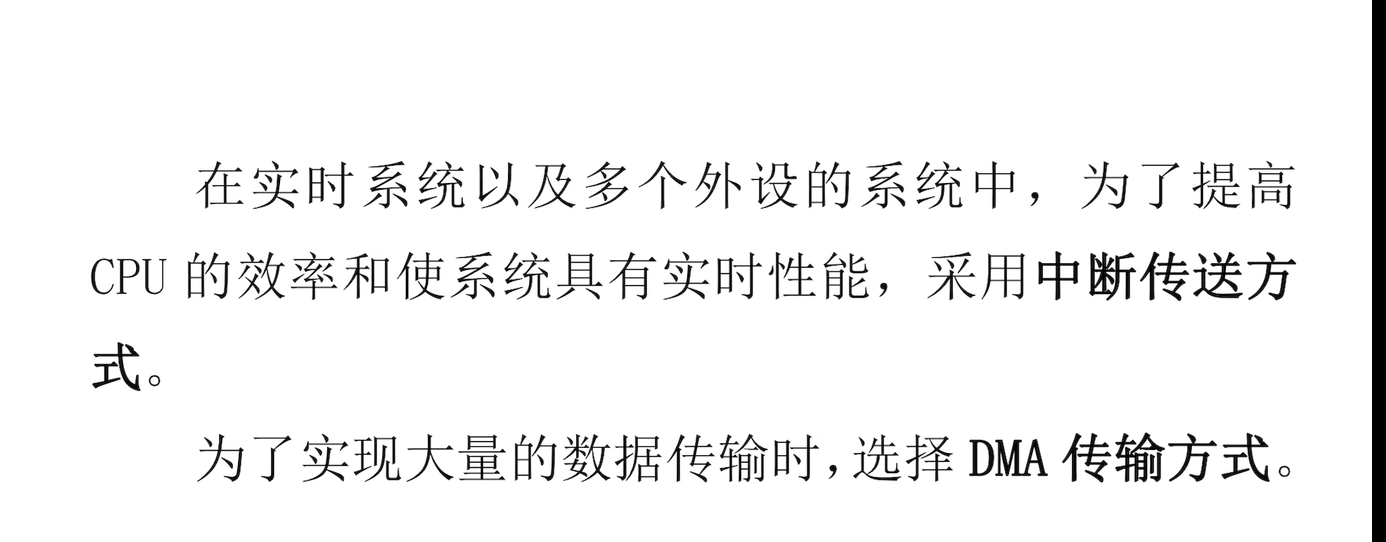 在实时系统以及多个外设的系统中，为了提高
CPU 的效率和使系统具有实时性能，采用中断传送方
式。
为了实现大量的数据传输时，选择 DMA 传输方式。